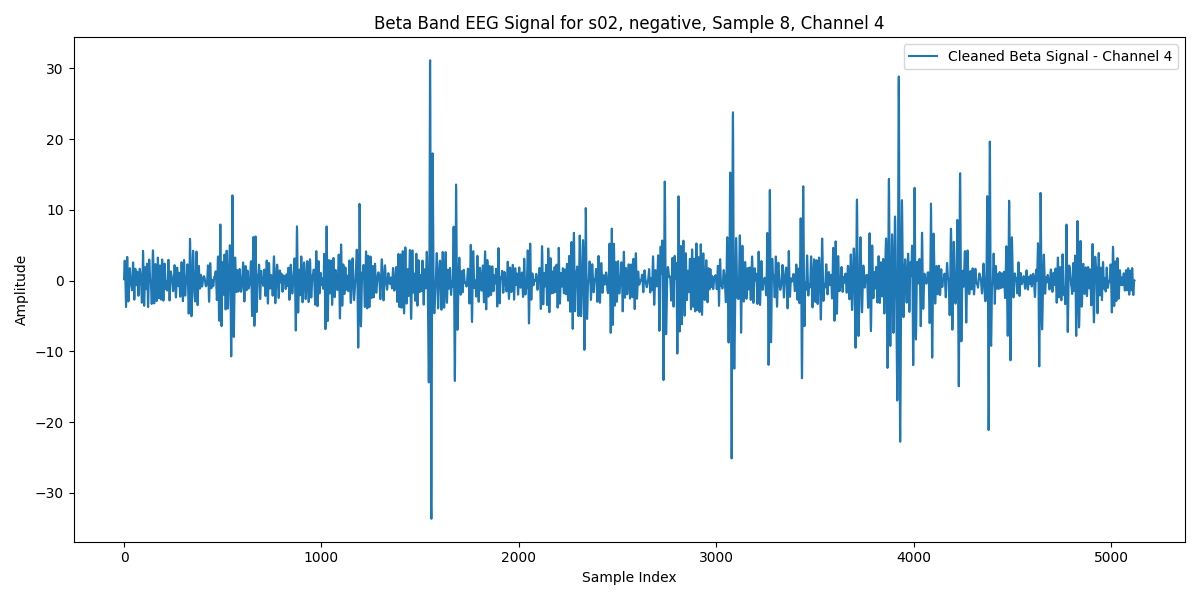 Beta Band EEG Signal for s02, negative, Sample 8, Channel 4
Cleaned Beta Signal - Channel 4
30
20
10
0
−10
−20
−30
Amplitude
0 1000 2000 3000 4000 5000
Sample Index